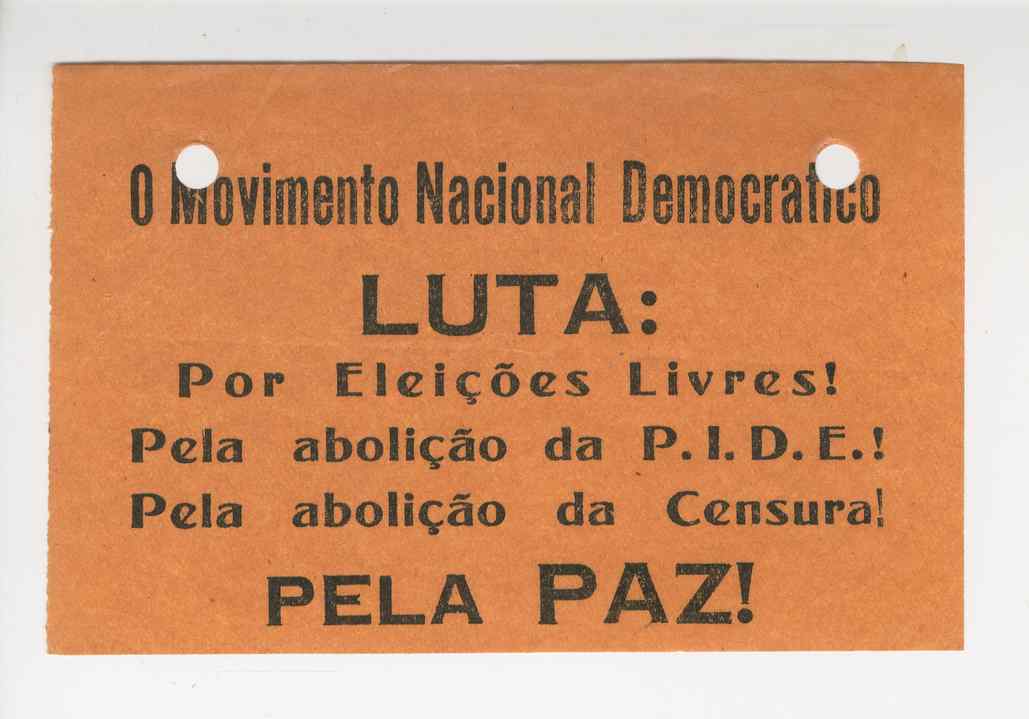 O Movimento Nacional Democratico
LUTA:
Por Eleições Livres!
Pela abolição da P.I.D.E.!
Pela abolição da Censura!
PELA PAZ!